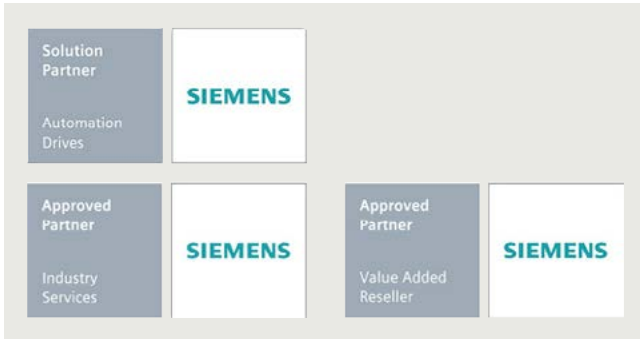 Solution
Partner
Automation
Drives
SIEMENS
Approved
Partner
Industry
Services
SIEMENS
Approved
Partner
Value Added
Reseller
SIEMENS